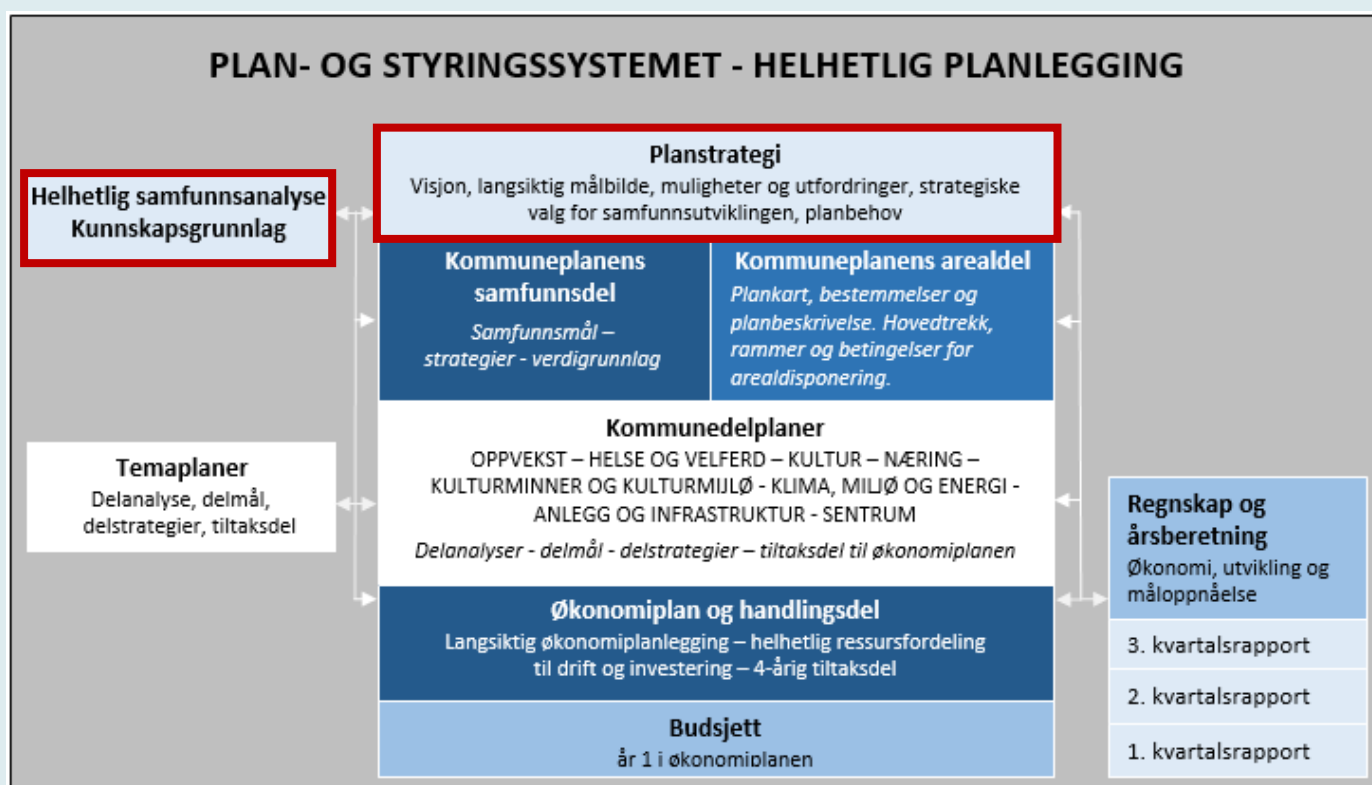 PLAN- OG STYRINGSSYSTEMET - HELHETLIG PLANLEGGING
Helhetlig samfunnsanalyse
Kunnskapsgrunnlag
Planstrategi
Visjon, langsiktig målbilde, muligheter og utfordringer, strategiske
valg for samfunnsutviklingen, planbehov
Kommuneplanens
samfunnsdel
Samfunnsmål –
strategier - verdigrunnlag
Kommuneplanens arealdel
Plankart, bestemmelser og
planbeskrivelse. Hovedtrekk,
rammer og betingelser for
arealdisponering.
Temaplaner
Delanalyse, delmål,
delstrategier, tiltaksdel
Kommunedelplaner
OPPVEKST – HELSE OG VELFERD – KULTUR – NÆRING –
KULTURMINNER OG KULTURMIJLØ - KLIMA, MILJØ OG ENERGI -
ANLEGG OG INFRASTRUKTUR - SENTRUM
Delanalyser - delmål - delstrategier – tiltaksdel til økonomiplanen
Økonomiplan og handlingsdel
Langsiktig økonomiplanlegging – helhetlig ressursfordeling
til drift og investering – 4-årig tiltaksdel
Budsjett
år 1 i økonomiplanen
Regnskap og
årsberetning
Økonomi, utvikling og
måloppnåelse
3. kvartalsrapport
2. kvartalsrapport
1. kvartalsrapport